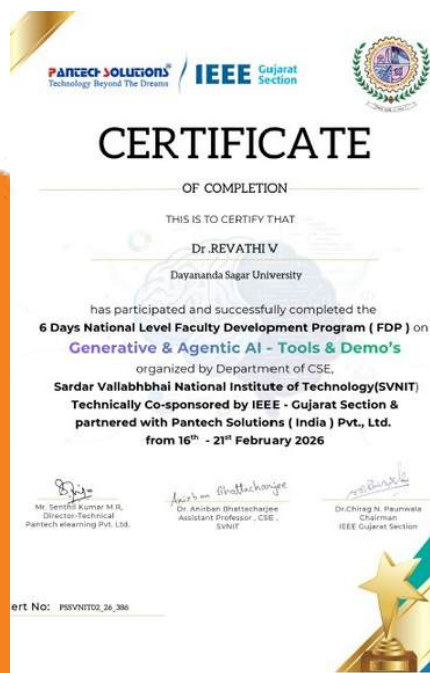 PANTECH SOLUTIONS
Technology Beyond The Dreams
IEEE Gujarat Section
CERTIFICATE
OF COMPLETION
THIS IS TO CERTIFY THAT
Dr .REVATHI V
Dayananda Sagar University
has participated and successfully completed the
6 Days National Level Faculty Development Program ( FDP ) on
Generative & Agentic AI - Tools & Demo's
organized by Department of CSE,
Sardar Vallabhbhai National Institute of Technology(SVNIT)
Technically Co-sponsored by IEEE - Gujarat Section &
partnered with Pantech Solutions ( India ) Pvt., Ltd.
from 16th - 21st February 2026
Anirban Bhattacharjee
Mr. Senthil Kumar M.R,
Director-Technical
Pantech elearning Pvt. Ltd.
Dr. Anirban Bhattacharjee
Assistant Professor , CSE ,
SVNIT
Dr.Chirag N. Paunwala
Chairman
IEEE Gujarat Section
ert No: PSSVNIT02_26_386